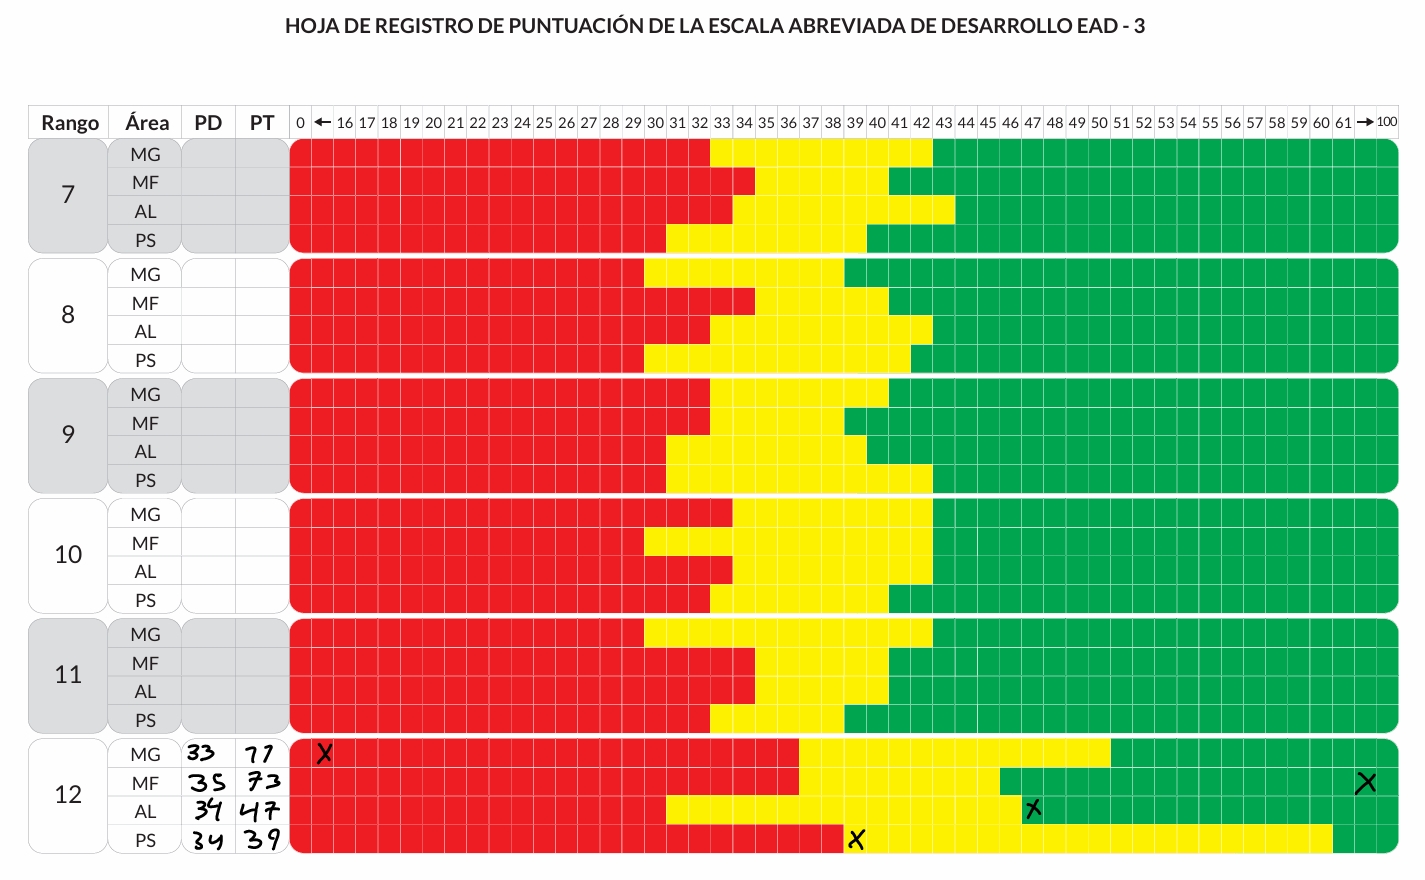 HOJA DE REGISTRO DE PUNTUACIÓN DE LA ESCALA ABREVIADA DE DESARROLLO EAD - 3
Rango Área PD PT 0 ← 16 17 18 19 20 21 22 23 24 25 26 27 28 29 30 31 32 33 34 35 36 37 38 39 40 41 42 43 44 45 46 47 48 49 50 51 52 53 54 55 56 57 58 59 60 61 → 100
7
MG
MF
AL
PS
8
MG
MF
AL
PS
9
MG
MF
AL
PS
10
MG
MF
AL
PS
11
MG
MF
AL
PS
12
MG 33 11 X
MF 35 73 X
AL 34 47 X
PS 34 39 X